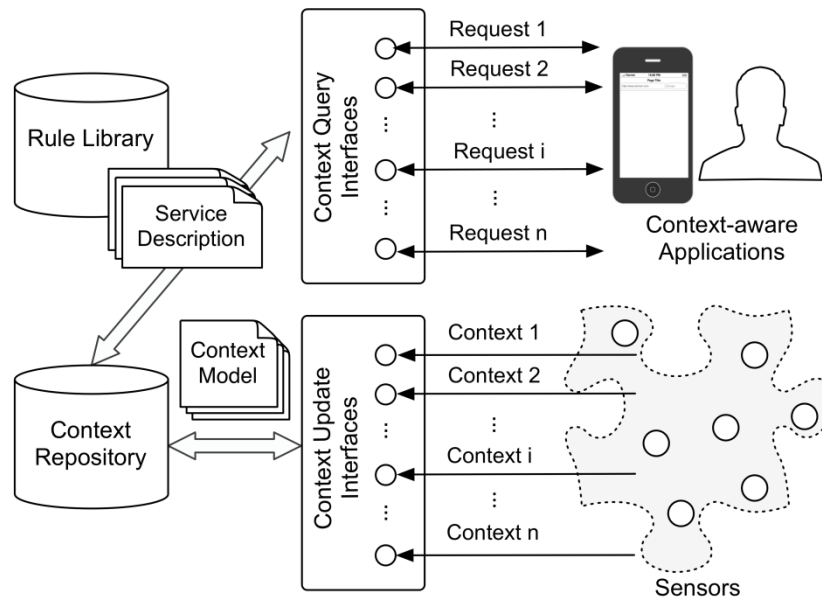 Rule Library
Service
Description
Context Query
Interfaces
Request 1
Request 2
...
...
Request i
...
...
Request n
Context-aware
Applications
Context
Model
Context
Repository
Context Update
Interfaces
Context 1
Context 2
...
...
Context i
...
...
Context n
Sensors